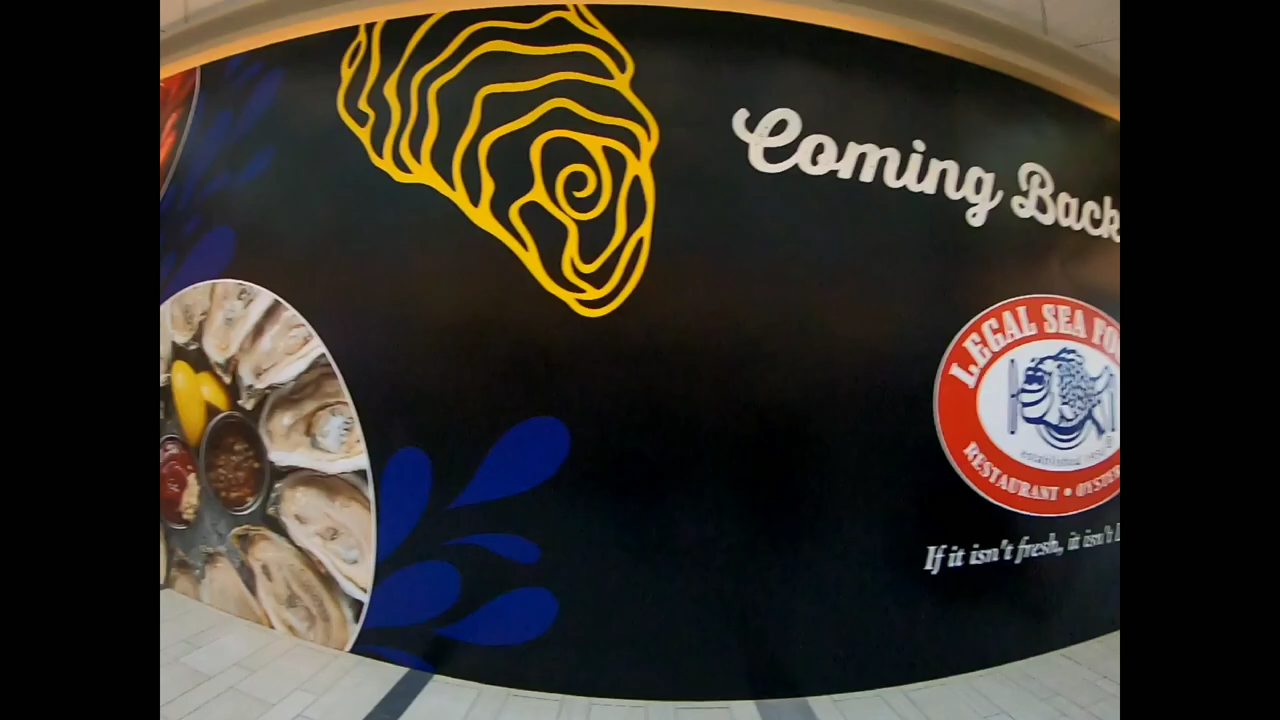 Coming Back
LEGAL SEA
RESTAURANT •
If it isn't fresh, it isn't